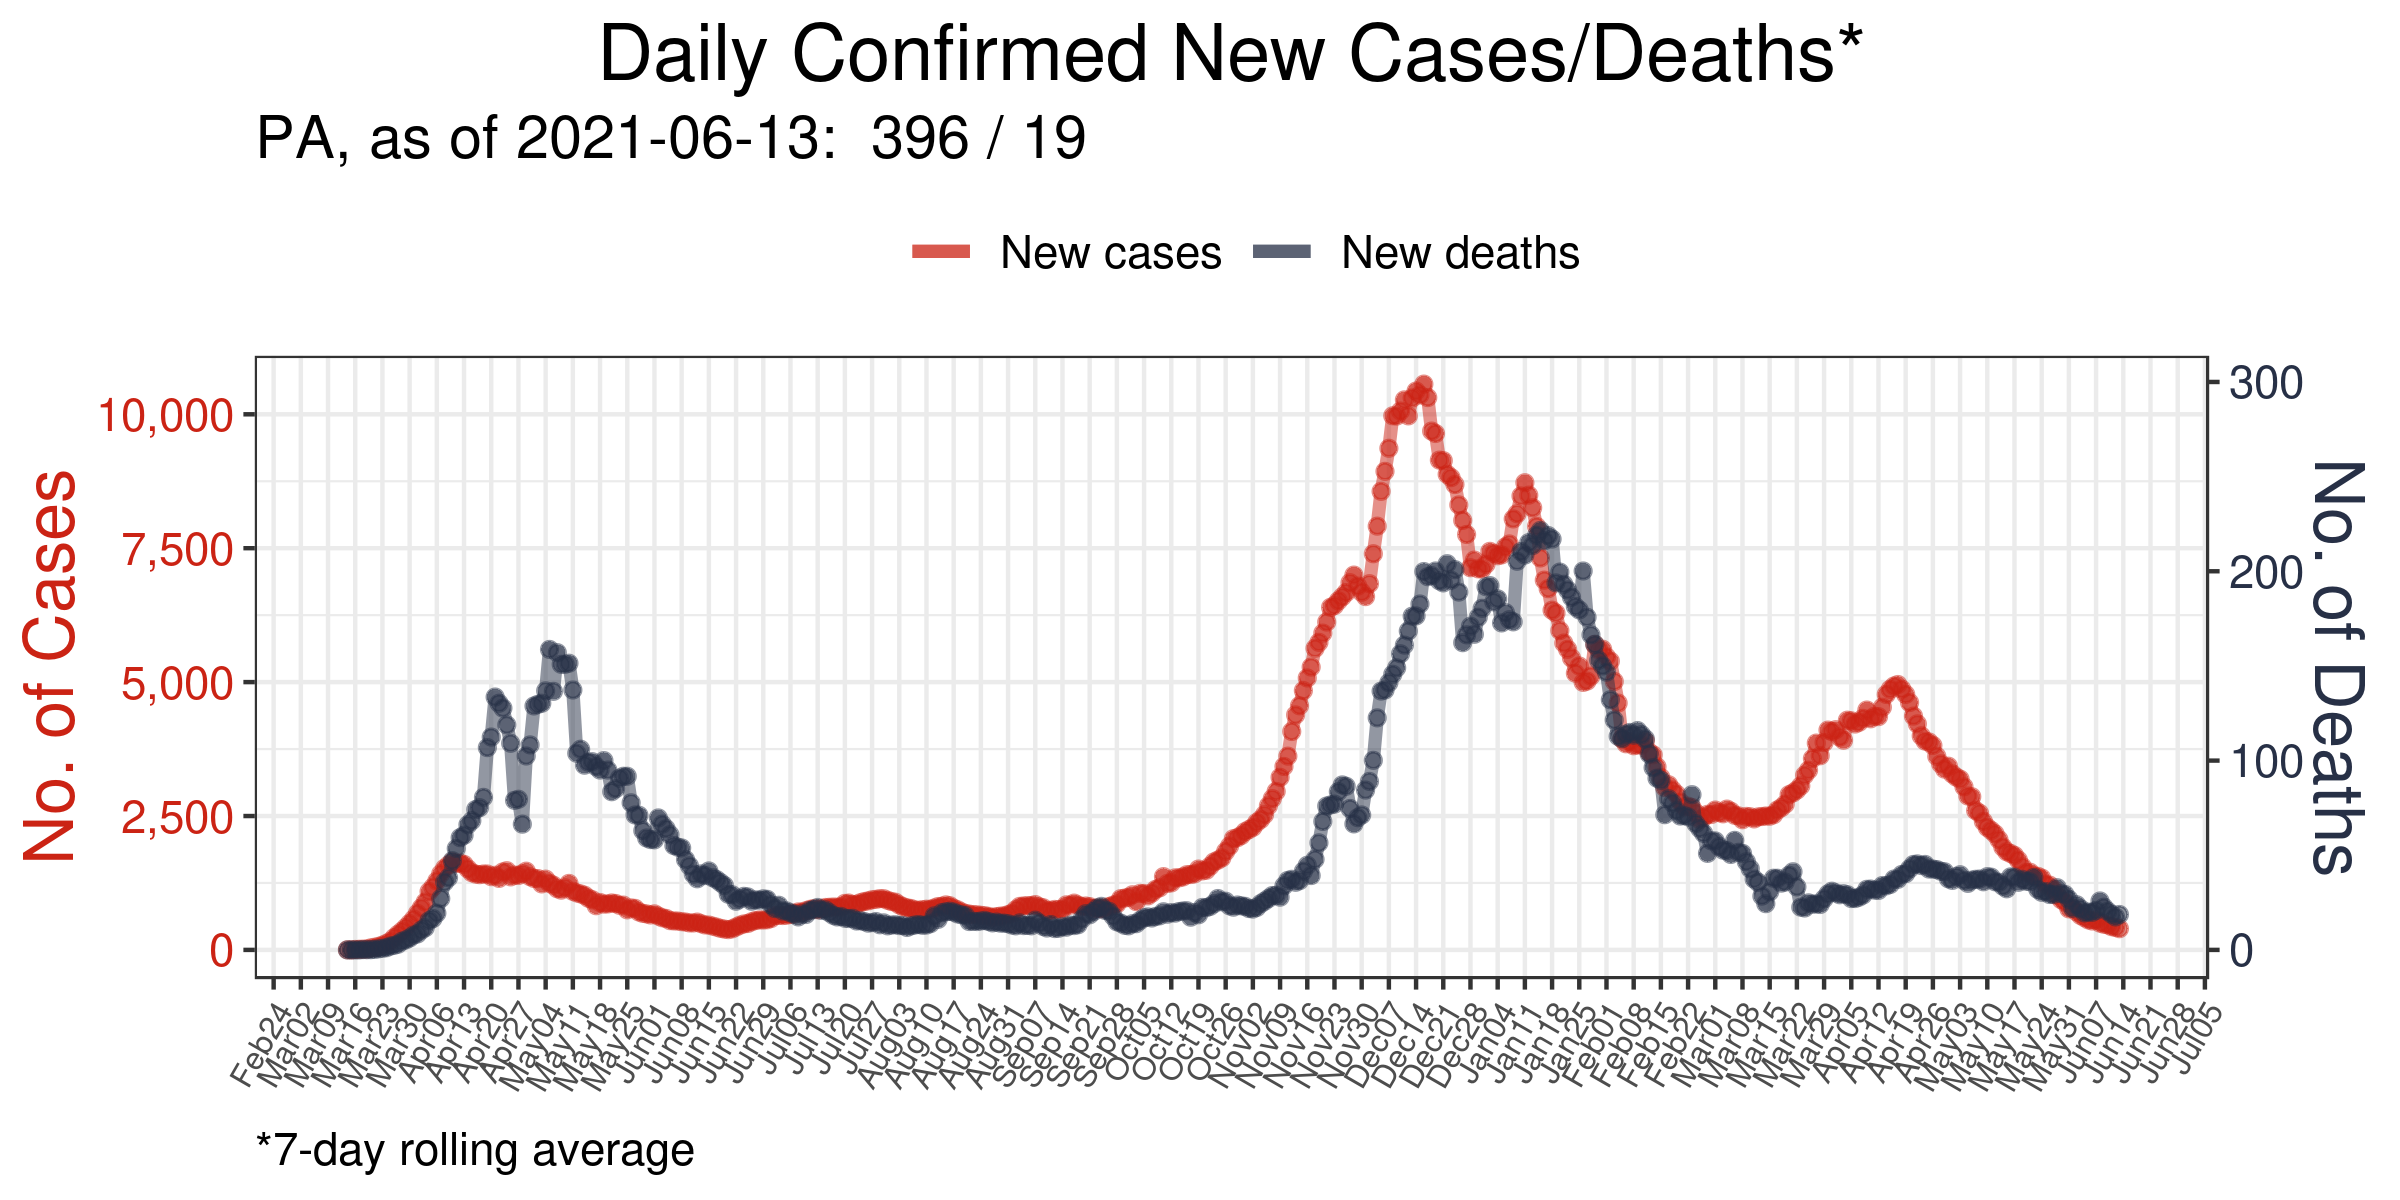 Daily Confirmed New Cases/Deaths*
PA, as of 2021-06-13:  396 / 19
New cases
New deaths
No. of Cases
10,000
7,500
5,000
2,500
0
300
200
100
0
No. of Deaths
Feb24
Mar02
Mar09
Mar16
Mar23
Mar30
Apr06
Apr13
Apr20
Apr27
May04
May11
May18
May25
Jun01
Jun08
Jun15
Jun22
Jun29
Jul06
Jul13
Jul20
Jul27
Aug03
Aug10
Aug17
Aug24
Aug31
Sep07
Sep14
Sep21
Sep28
Oct05
Oct12
Oct19
Oct26
Nov02
Nov09
Nov16
Nov23
Nov30
Dec07
Dec14
Dec21
Dec28
Jan04
Jan11
Jan18
Jan25
Feb01
Feb08
Feb15
Feb22
Mar01
Mar08
Mar15
Mar22
Mar29
Apr05
Apr12
Apr19
Apr26
May03
May10
May17
May24
May31
Jun07
Jun14
Jun21
Jun28
Jul05
*7-day rolling average